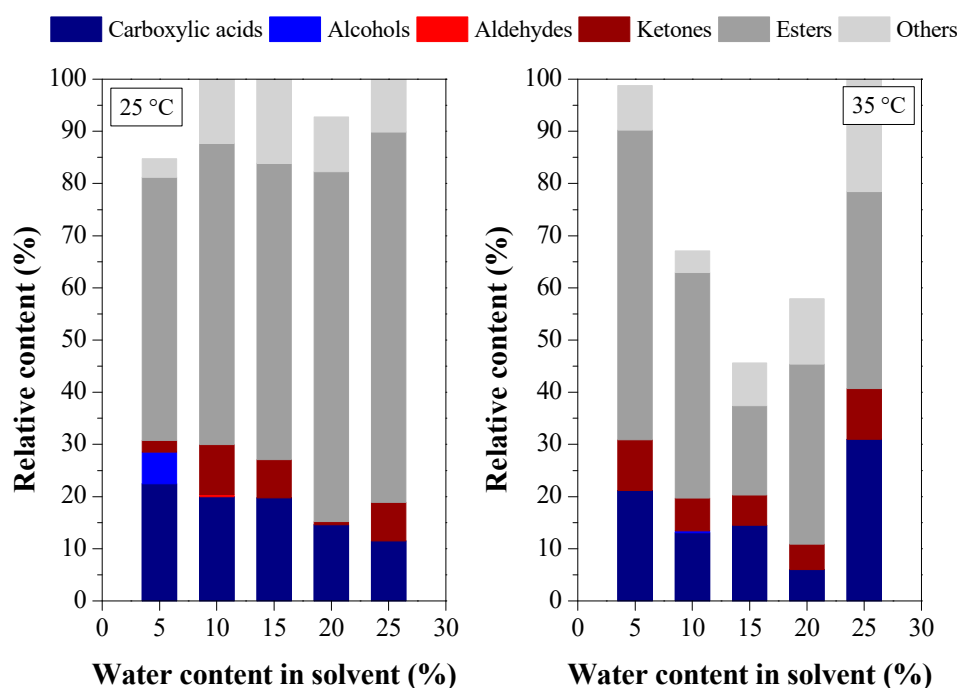 Carboxylic acids Alcohols Aldehydes Ketones Esters Others
25 °C
Relative content (%)
100
90
80
70
60
50
40
30
20
10
0
0 5 10 15 20 25 30
Water content in solvent (%)
35 °C
Relative content (%)
100
90
80
70
60
50
40
30
20
10
0
0 5 10 15 20 25 30
Water content in solvent (%)